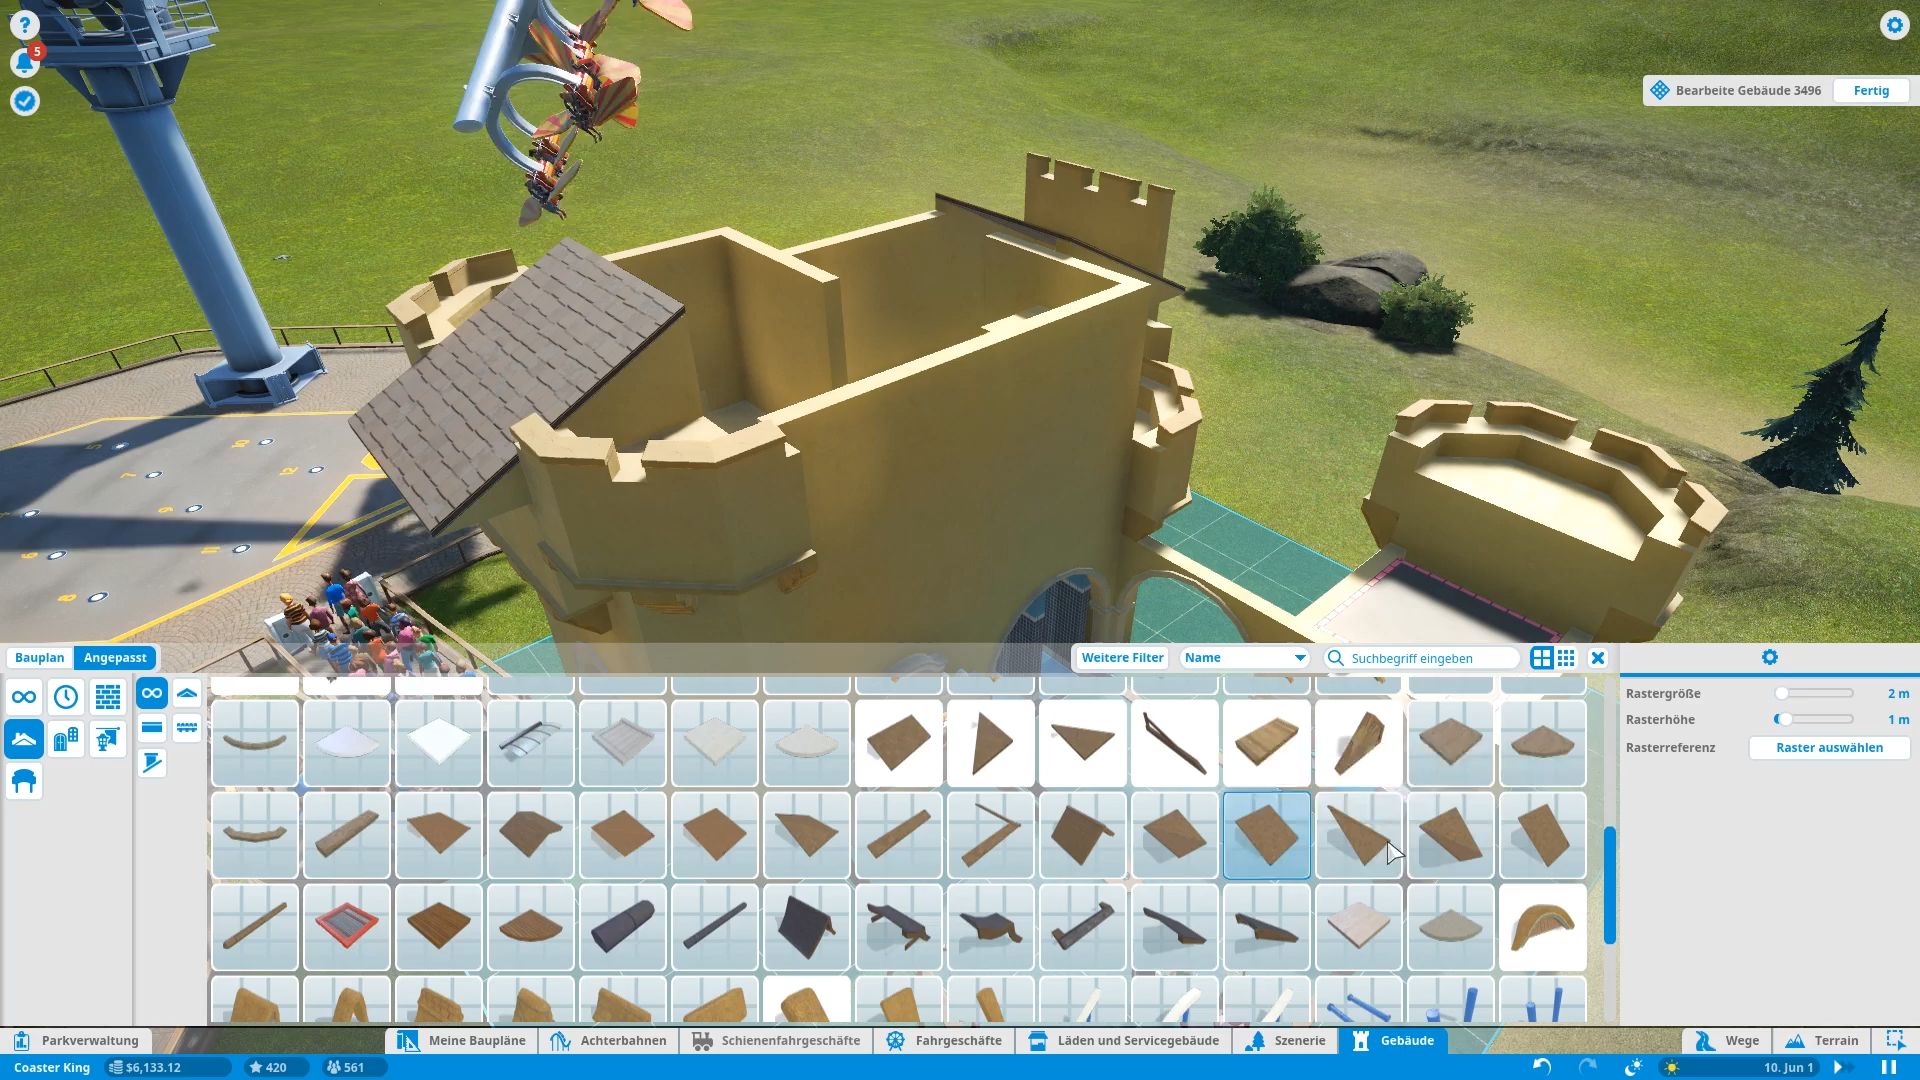 ?
5
Bearbeite Gebäude 3496
Fertig
Bauplan
Angepasst
Weitere Filter
Name
Suchbegriff eingeben
Rastergröße
2 m
Rasterhöhe
1 m
Rasterreferenz
Raster auswählen
Parkverwaltung
Meine Baupläne
Achterbahnen
Schienenfahrgeschäfte
Fahrgeschäfte
Läden und Servicegebäude
Szenerie
Gebäude
Wege
Terrain
Coaster King
$6,133.12
420
561
10. Jun 1